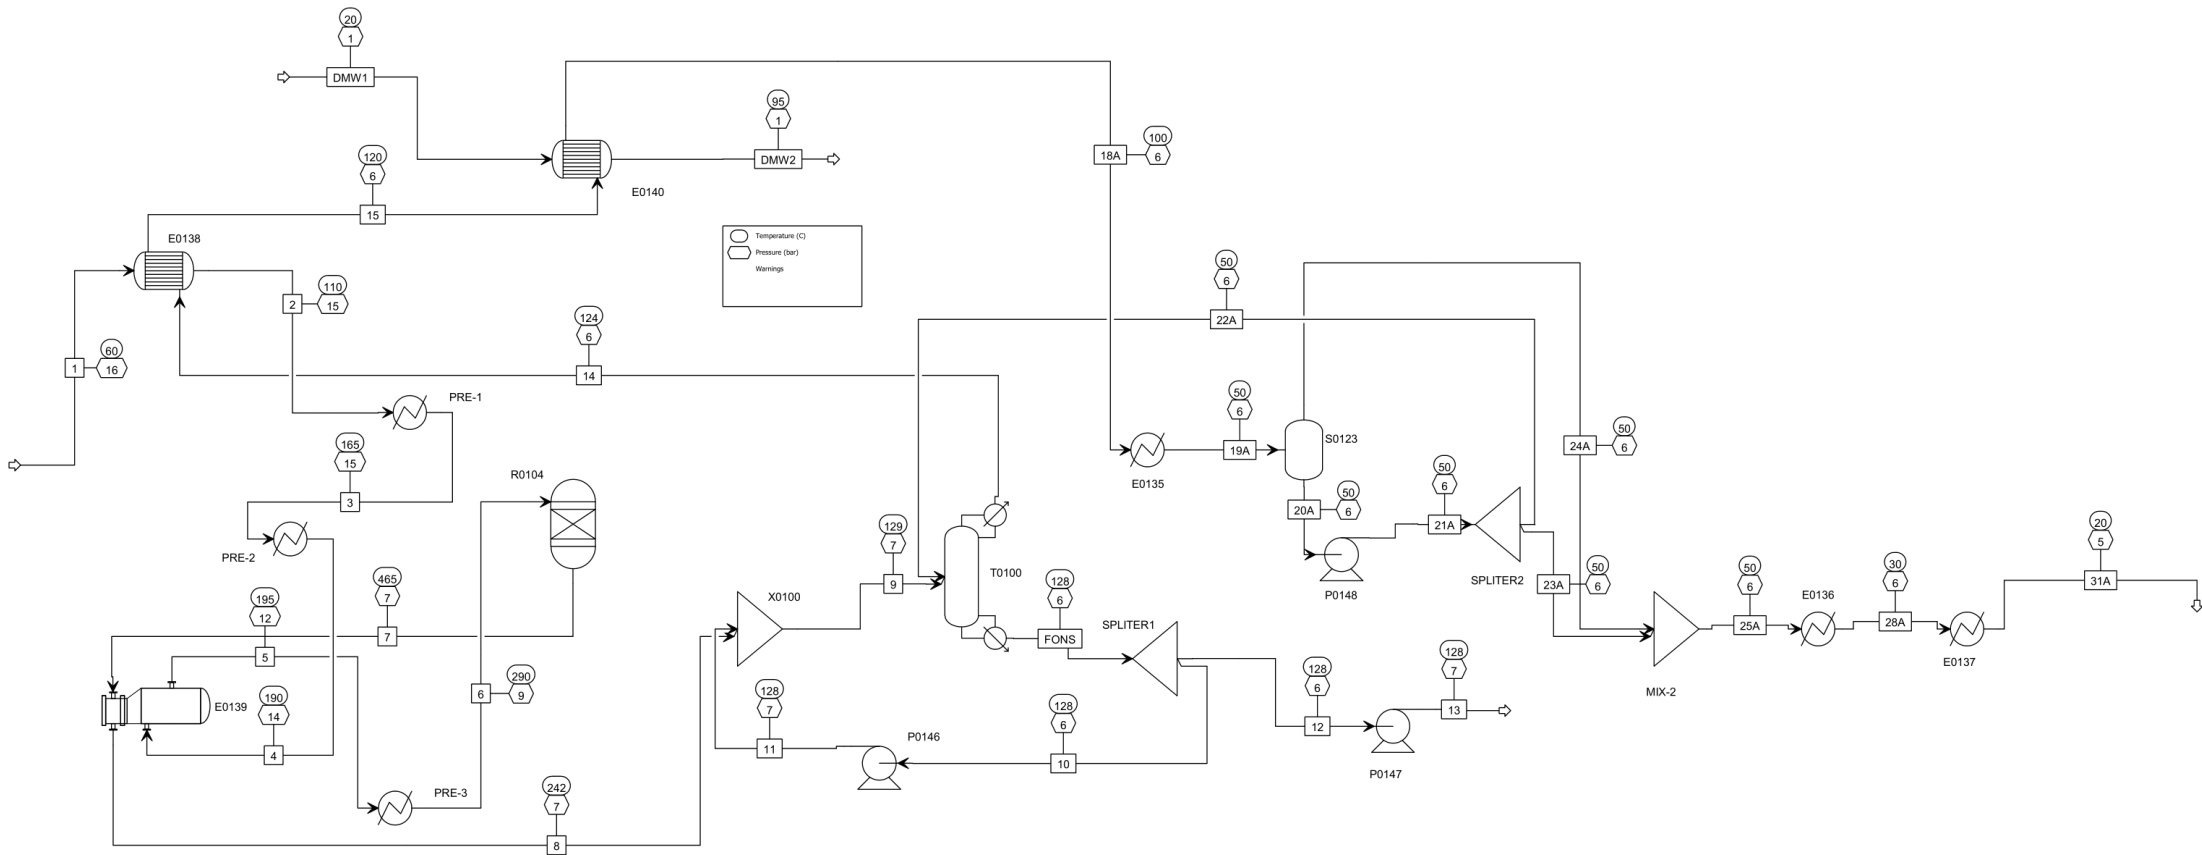 20
1
DMW1
95
1
DMW2
18A
100
6
E0140
120
6
15
E0138
Temperature (C)
Pressure (bar)
Warnings
50
6
22A
2
110
15
124
6
14
1
60
16
PRE-1
165
15
3
PRE-2
R0104
50
6
19A
E0135
S0123
24A
50
6
20A
50
6
50
6
21A
P0148
SPLITER2
23A
50
6
20
5
31A
465
7
7
195
12
5
129
7
9
T0100
X0100
128
6
FONS
SPLITER1
50
6
25A
E0136
30
6
28A
E0137
MIX-2
E0139
190
14
4
6
290
9
128
7
11
P0146
128
6
10
128
6
12
128
7
13
P0147
PRE-3
242
7
8